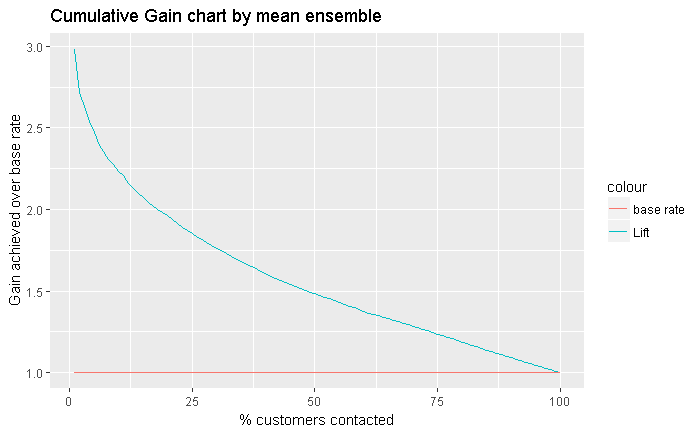 Cumulative Gain chart by mean ensemble
Gain achieved over base rate
3.0
2.5
2.0
1.5
1.0
0
25
50
75
100
% customers contacted
colour
base rate
Lift